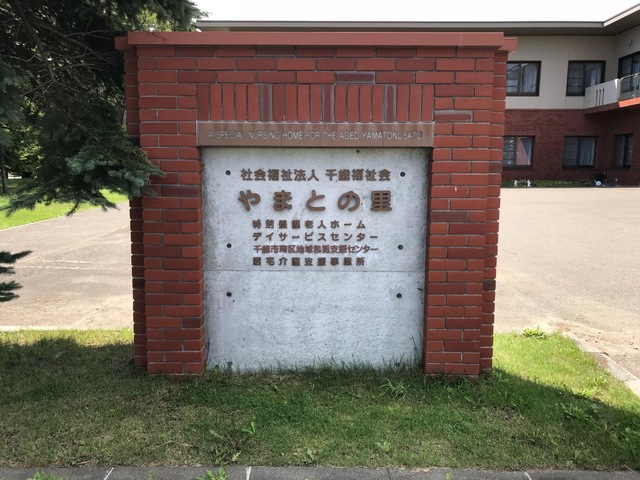 A SPECIAL NURSING HOME FOR THE AGED YAMATONOSATO
社会福祉法人 千歳福祉会
やまとの里
特別養護老人ホーム
デイサービスセンター
千歳市南区地域包括支援センター
居宅介護支援事業所